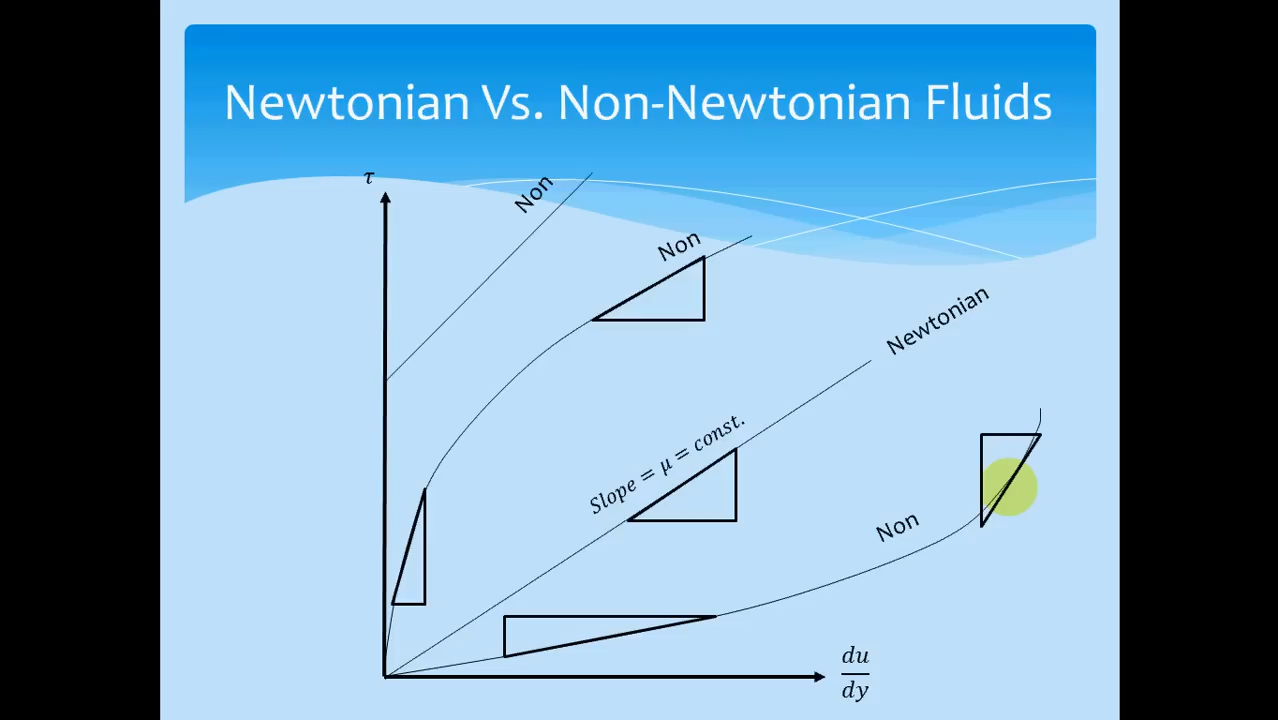 Newtonian Vs. Non-Newtonian Fluids
τ
Non
Non
Newtonian
Slope = μ = const.
Non
du
dy